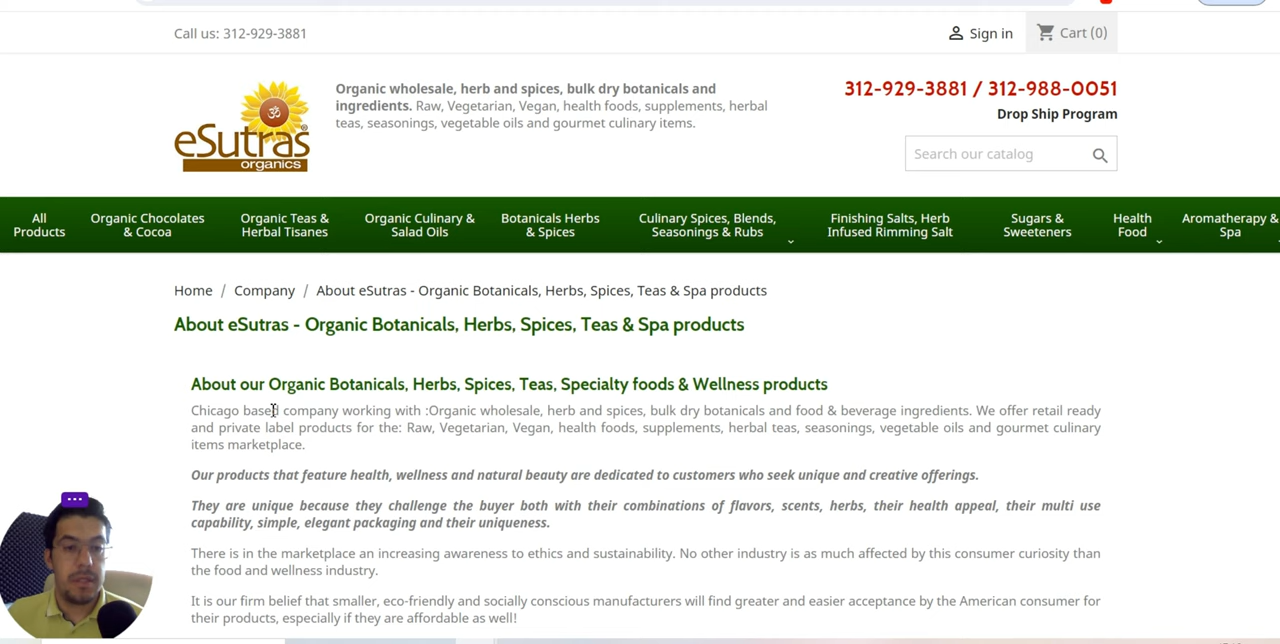 Call us: 312-929-3881
Sign in
Cart (0)
eSutras®
organics
Organic wholesale, herb and spices, bulk dry botanicals and
ingredients. Raw, Vegetarian, Vegan, health foods, supplements, herbal
teas, seasonings, vegetable oils and gourmet culinary items.
312-929-3881 / 312-988-0051
Drop Ship Program
Search our catalog
All
Products
Organic Chocolates
& Cocoa
Organic Teas &
Herbal Tisanes
Organic Culinary &
Salad Oils
Botanicals Herbs
& Spices
Culinary Spices, Blends,
Seasonings & Rubs
Finishing Salts, Herb
Infused Rimming Salt
Sugars &
Sweeteners
Health
Food
Aromatherapy &
Spa
Home / Company / About eSutras - Organic Botanicals, Herbs, Spices, Teas & Spa products
About eSutras - Organic Botanicals, Herbs, Spices, Teas & Spa products
About our Organic Botanicals, Herbs, Spices, Teas, Specialty foods & Wellness products
Chicago based company working with :Organic wholesale, herb and spices, bulk dry botanicals and food & beverage ingredients. We offer retail ready
and private label products for the: Raw, Vegetarian, Vegan, health foods, supplements, herbal teas, seasonings, vegetable oils and gourmet culinary
items marketplace.
Our products that feature health, wellness and natural beauty are dedicated to customers who seek unique and creative offerings.
They are unique because they challenge the buyer both with their combinations of flavors, scents, herbs, their health appeal, their multi use
capability, simple, elegant packaging and their uniqueness.
There is in the marketplace an increasing awareness to ethics and sustainability. No other industry is as much affected by this consumer curiosity than
the food and wellness industry.
It is our firm belief that smaller, eco-friendly and socially conscious manufacturers will find greater and easier acceptance by the American consumer for
their products, especially if they are affordable as well!